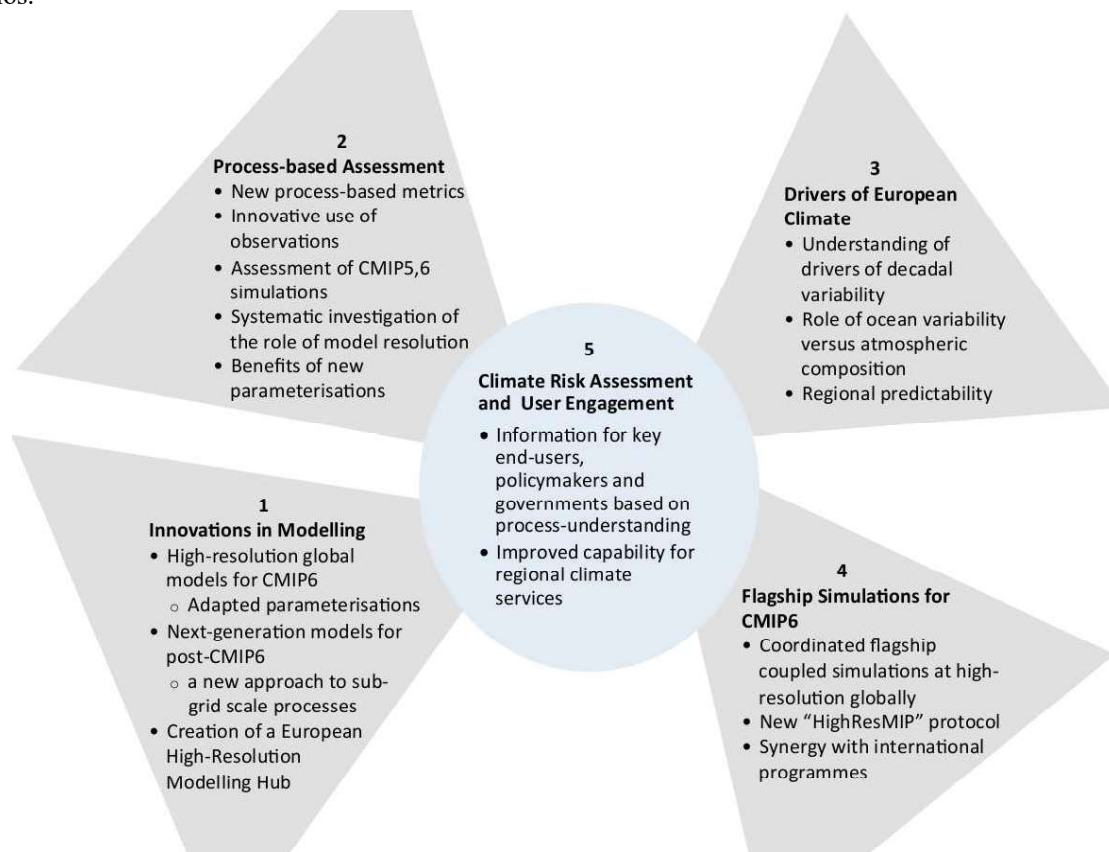 2
Process-based Assessment
• New process-based metrics
• Innovative use of
observations
• Assessment of CMIP5,6
simulations
• Systematic investigation of
the role of model resolution
• Benefits of new
parameterisations
3
Drivers of European
Climate
• Understanding of
drivers of decadal
variability
• Role of ocean variability
versus atmospheric
composition
• Regional predictability
5
Climate Risk Assessment
and User Engagement
• Information for key
end-users,
policymakers and
governments based on
process-understanding
• Improved capability for
regional climate
services
1
Innovations in Modelling
• High-resolution global
models for CMIP6
○ Adapted parameterisations
• Next-generation models for
post-CMIP6
○ a new approach to sub-
grid scale processes
• Creation of a European
High-Resolution
Modelling Hub
4
Flagship Simulations for
CMIP6
• Coordinated flagship
coupled simulations at high-
resolution globally
• New “HighResMIP” protocol
• Synergy with international
programmes